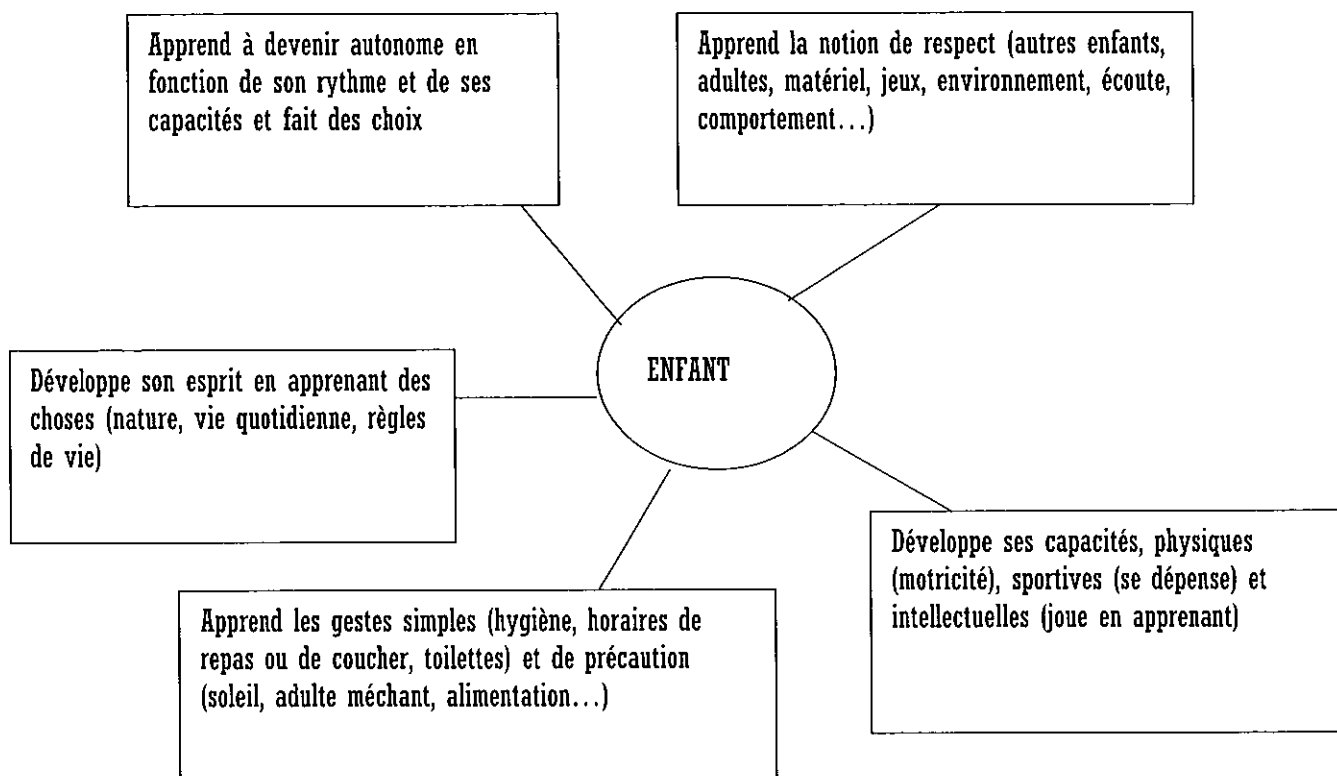 Apprend à devenir autonome en
fonction de son rythme et de ses
capacités et fait des choix
Apprend la notion de respect (autres enfants,
adultes, matériel, jeux, environnement, écoute,
comportement...)
ENFANT
Développe son esprit en apprenant des
choses (nature, vie quotidienne, règles
de vie)
Développe ses capacités, physiques
(motricité), sportives (se dépense) et
intellectuelles (joue en apprenant)
Apprend les gestes simples (hygiène, horaires de
repas ou de coucher, toilettes) et de précaution
(soleil, adulte méchant, alimentation...)